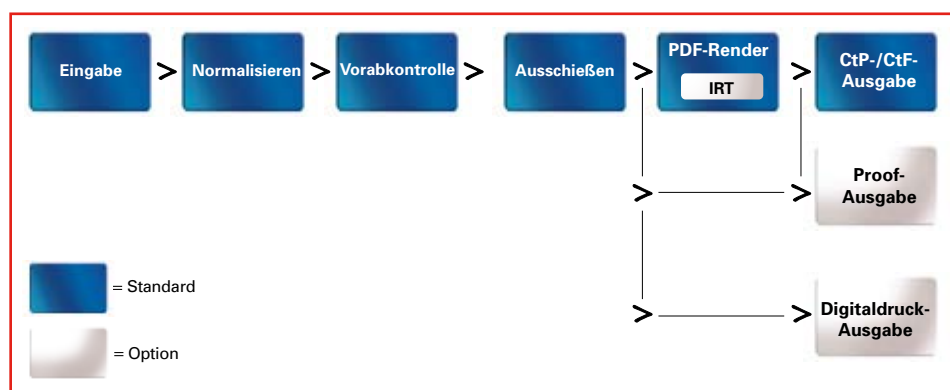 Eingabe
>
Normalisieren
>
Vorabkontrolle
>
Ausschießen
>
PDF-Render
IRT
>
CtP-/CtF-
Ausgabe
>
>
Proof-
Ausgabe
>
>
Digitaldruck-
Ausgabe
= Standard
= Option